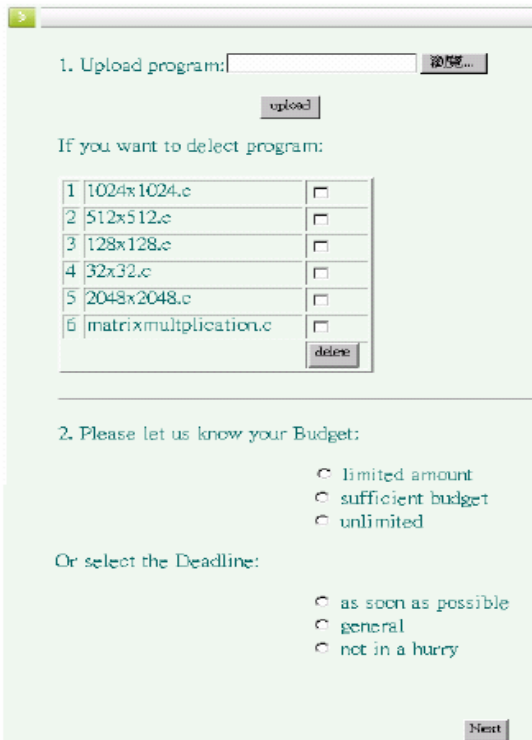 1. Upload program: 瀏覽...
upload
If you want to delect program:
1 1024x1024.c
2 512x512.c
3 128x128.c
4 32x32.c
5 2048x2048.c
6 matrixmultplication.c
delete
2. Please let us know your Budget:
limited amount
sufficient budget
unlimited
Or select the Deadline:
as soon as possible
general
not in a hurry
Next